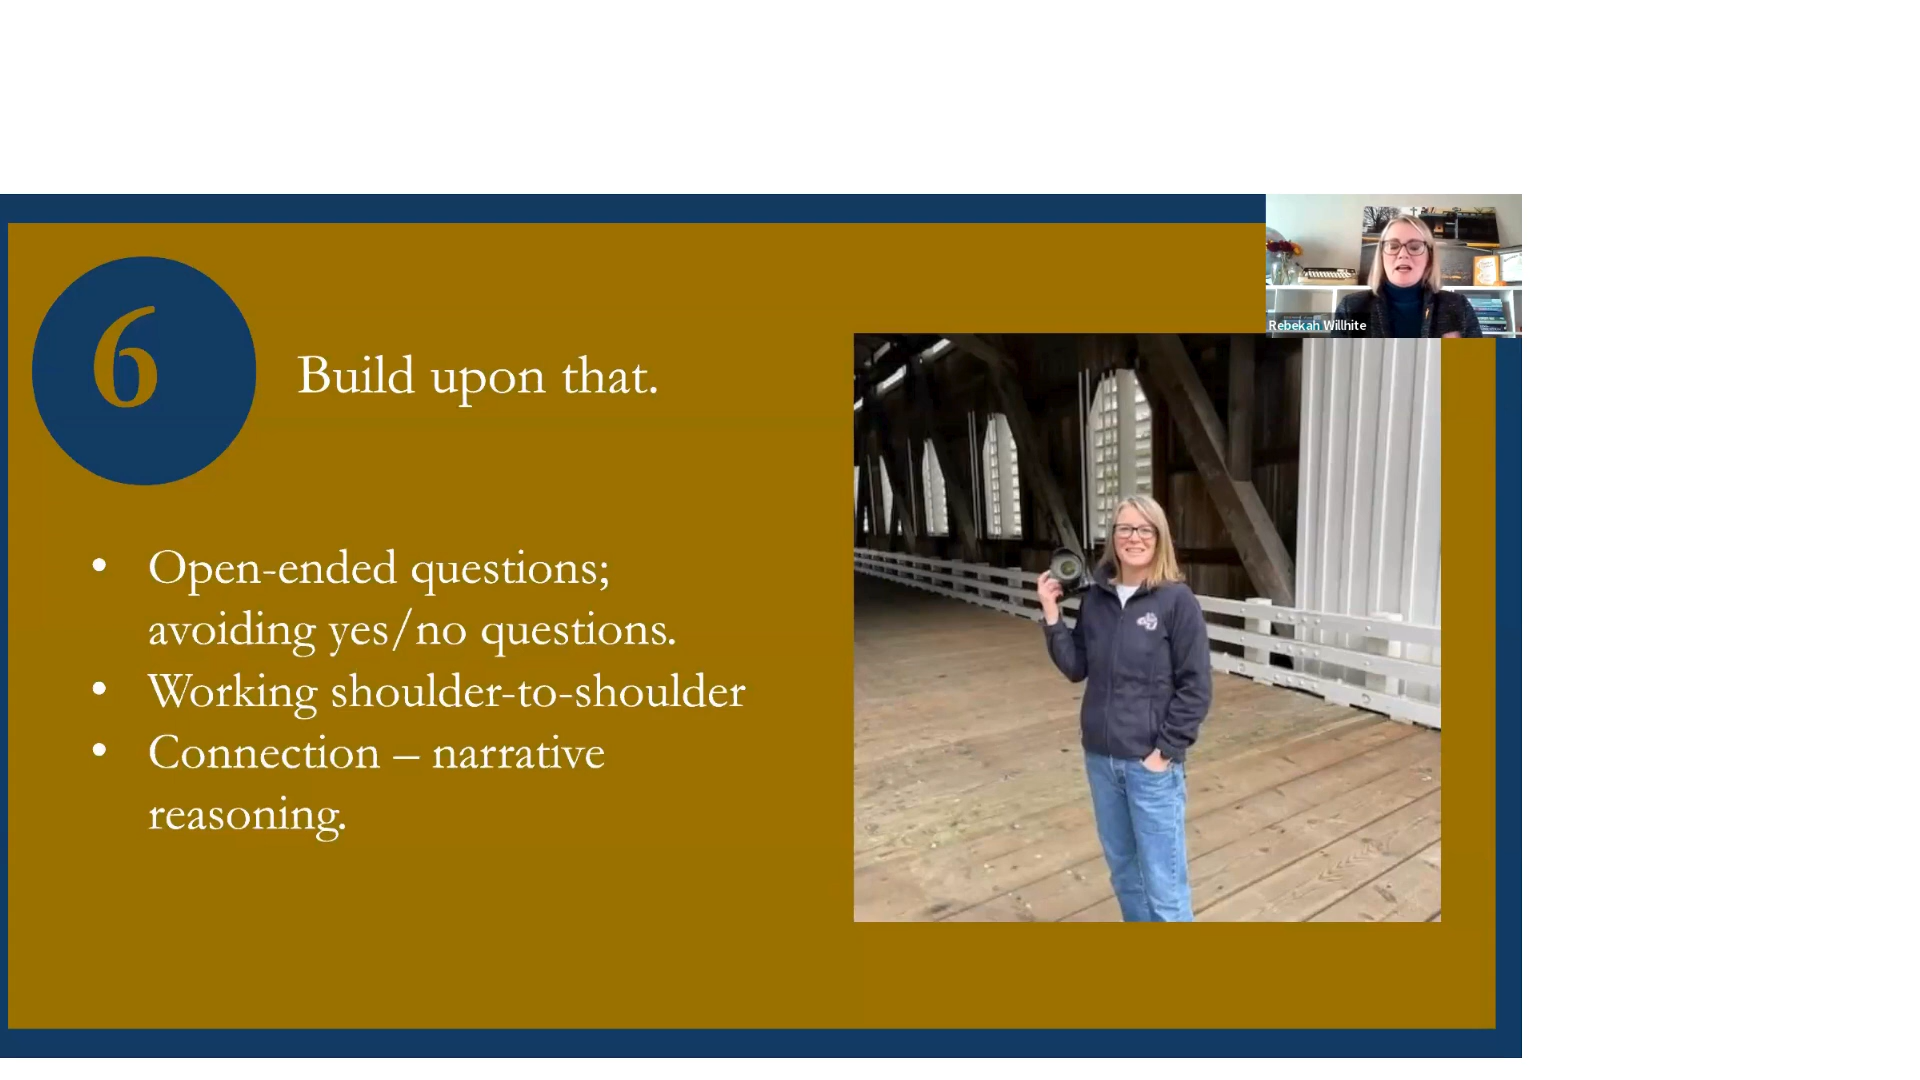 Rebekah Willhite
6
Build upon that.
• Open-ended questions;
avoiding yes/no questions.
• Working shoulder-to-shoulder
• Connection – narrative
reasoning.